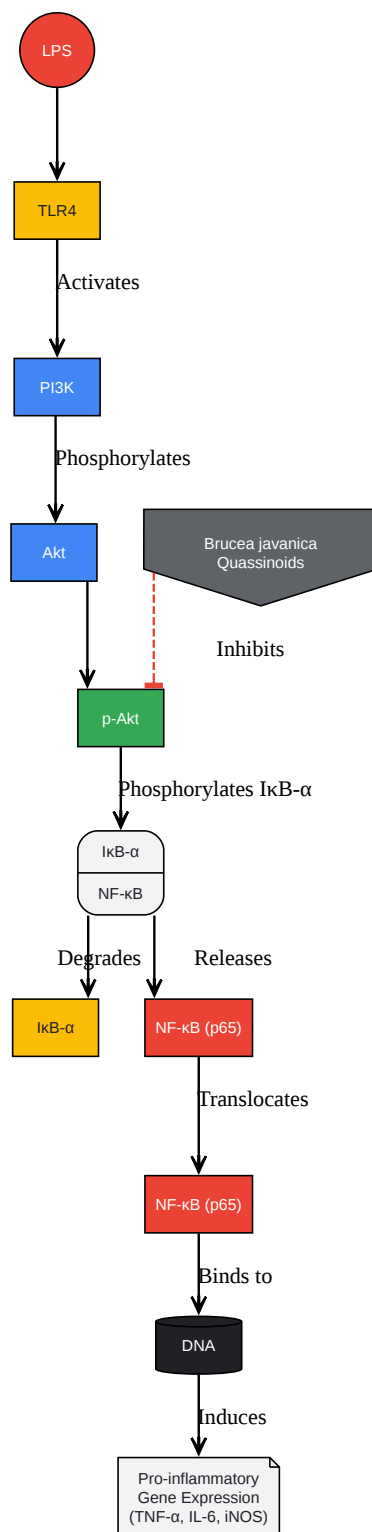 LPS
TLR4
Activates
PI3K
Phosphorylates
Akt
Brucea javanica
Quassinoids
Inhibits
p-Akt
Phosphorylates IκB-α
IκB-α
NF-κB
Degrades
Releases
IκB-α
NF-κB (p65)
Translocates
NF-κB (p65)
Binds to
DNA
Induces
Pro-inflammatory
Gene Expression
(TNF-α, IL-6, iNOS)